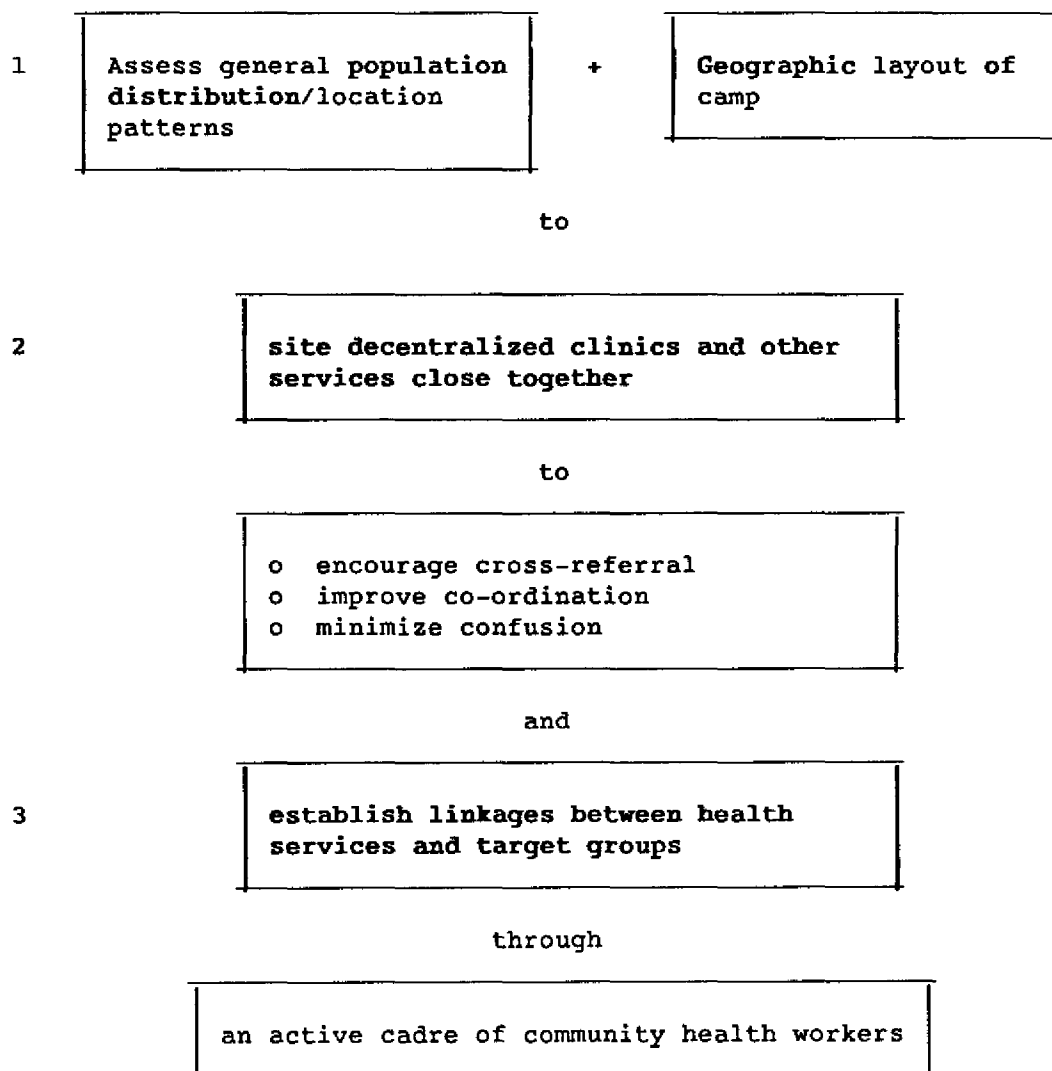 1 Assess general population + Geographic layout of
distribution/location camp
patterns
to
2 site decentralized clinics and other
services close together
to
o encourage cross-referral
o improve co-ordination
o minimize confusion
and
3 establish linkages between health
services and target groups
through
an active cadre of community health workers